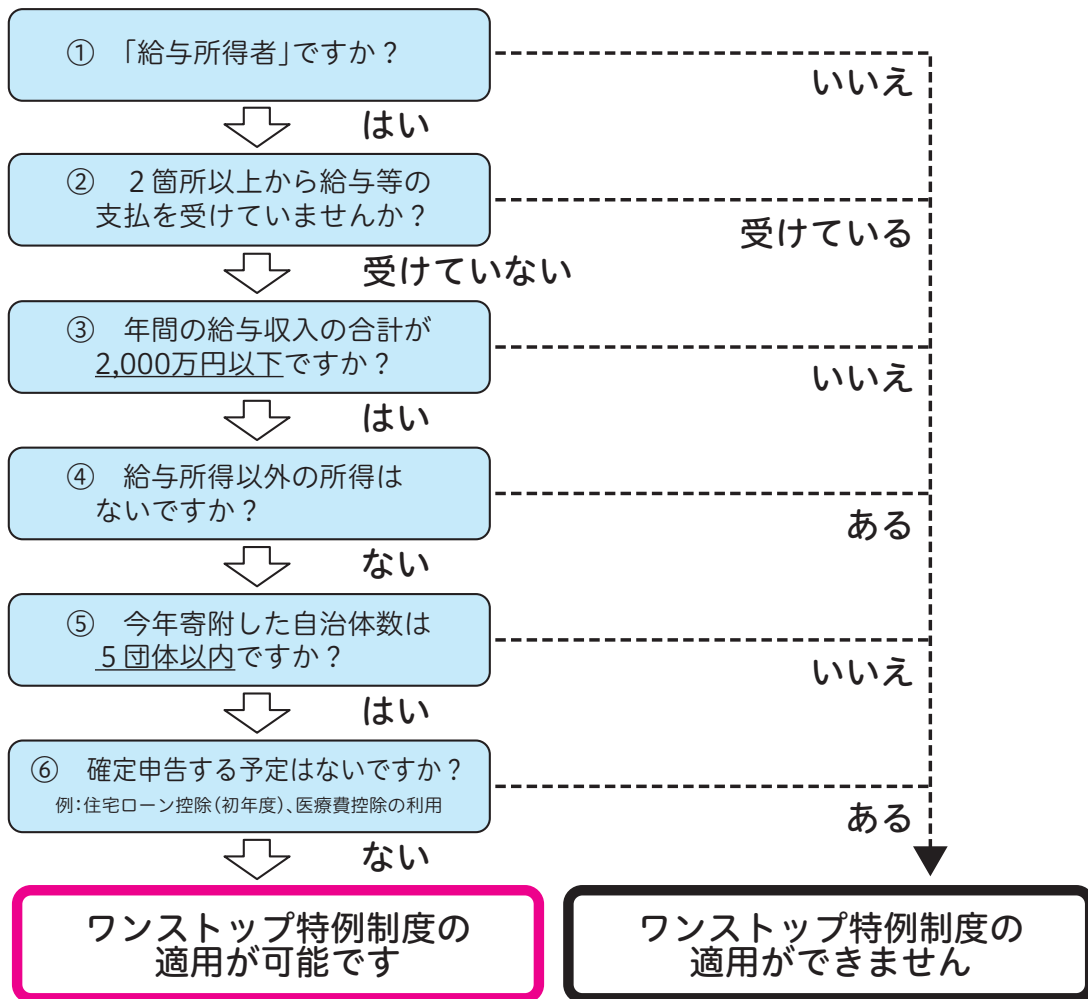 ① 「給与所得者」ですか？
いいえ
はい
② 2箇所以上から給与等の
支払を受けていませんか？
受けている
受けていない
③ 年間の給与収入の合計が
2,000万円以下ですか？
いいえ
はい
④ 給与所得以外の所得は
ないですか？
ある
ない
⑤ 今年寄附した自治体数は
5団体以内ですか？
いいえ
はい
⑥ 確定申告する予定はないですか？
例：住宅ローン控除（初年度）、医療費控除の利用
ある
ない
ワンストップ特例制度の
適用が可能です
ワンストップ特例制度の
適用ができません